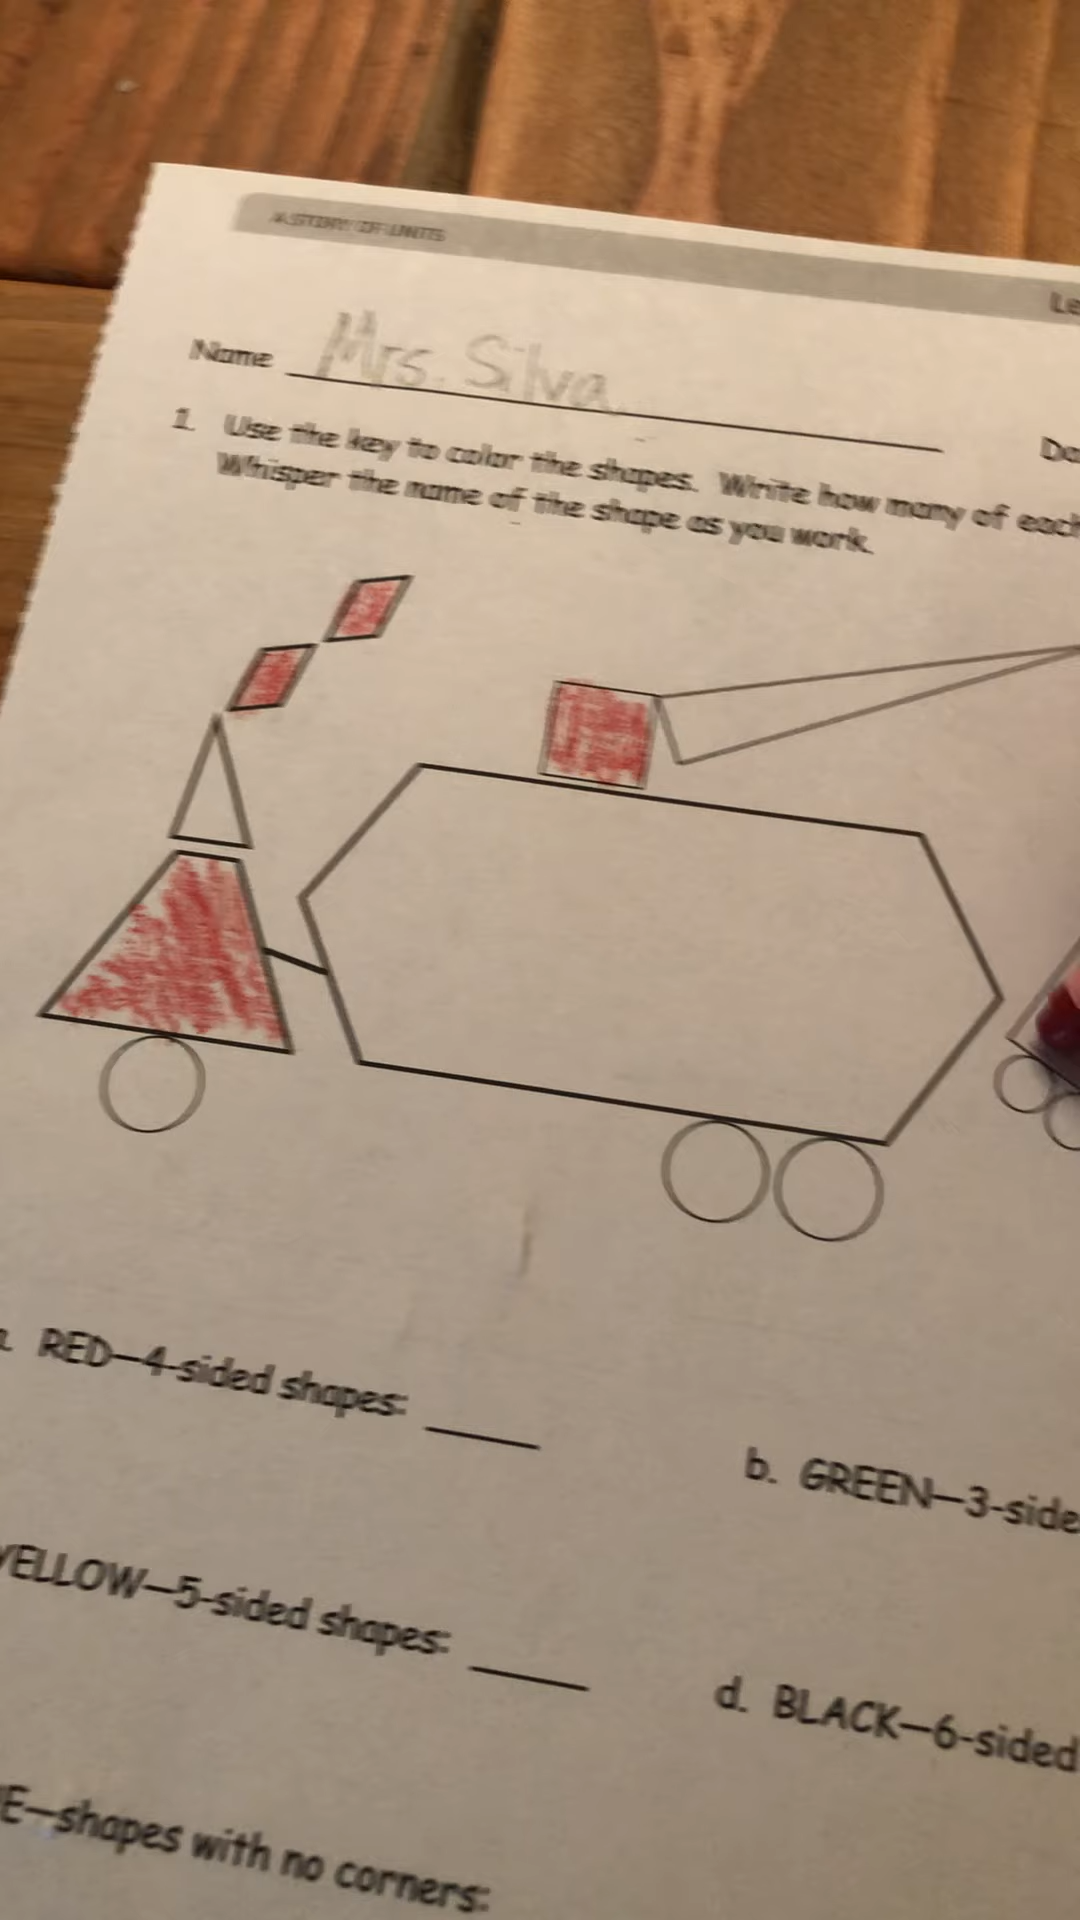 A STORY OF UNITS
Le
Name Mrs. Silva
Da
1. Use the key to color the shapes. Write how many of each
Whisper the name of the shape as you work.
RED—4-sided shapes:
b. GREEN—3-side
YELLOW—5-sided shapes:
d. BLACK—6-sided
E—shapes with no corners: